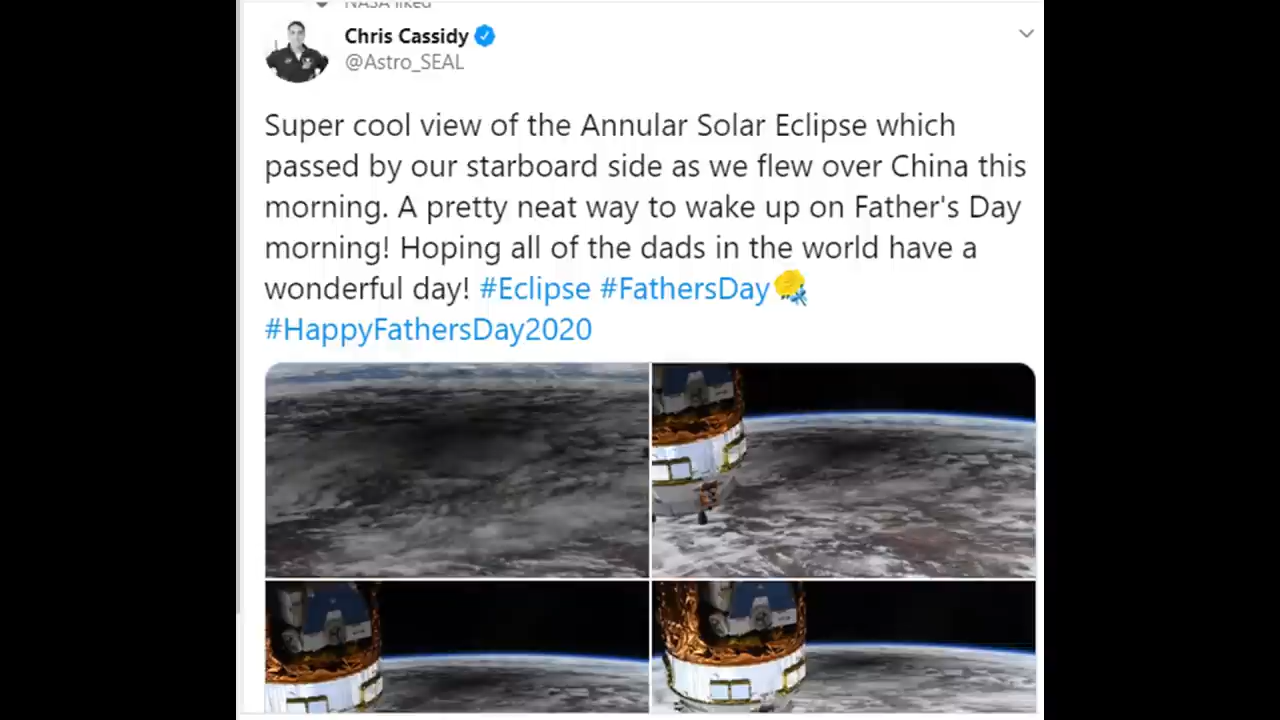 NASA liked
Chris Cassidy
@Astro_SEAL
Super cool view of the Annular Solar Eclipse which
passed by our starboard side as we flew over China this
morning. A pretty neat way to wake up on Father's Day
morning! Hoping all of the dads in the world have a
wonderful day! #Eclipse #FathersDay
#HappyFathersDay2020